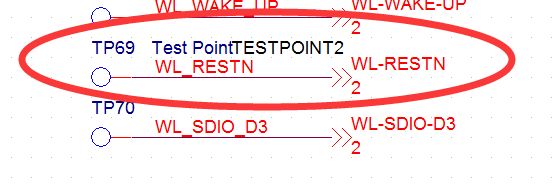 WL_WAKE_UP WL-WAKE-UP
2
TP69 Test PointTESTPOINT2
WL_RESTN WL-RESTN
2
TP70
WL_SDIO_D3 WL-SDIO-D3
2